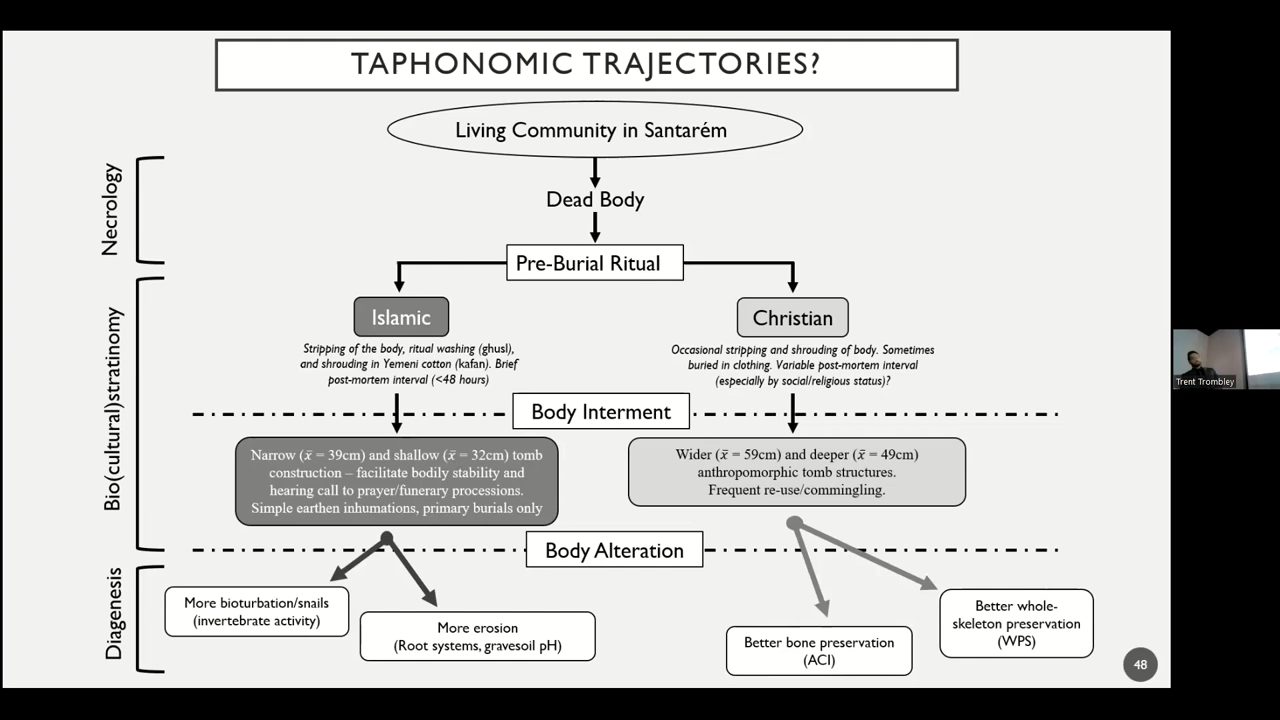 TAPHONOMIC TRAJECTORIES?
Living Community in Santarém
Necrology
Dead Body
Pre-Burial Ritual
Bio(cultural)stratinomy
Islamic
Stripping of the body, ritual washing (ghusl),
and shrouding in Yemeni cotton (kafan). Brief
post-mortem interval (<48 hours)
Christian
Occasional stripping and shrouding of body. Sometimes
buried in clothing. Variable post-mortem interval
(especially by social/religious status)?
Body Interment
Narrow (x̄ = 39cm) and shallow (x̄ = 32cm) tomb
construction – facilitate bodily stability and
hearing call to prayer/funerary processions.
Simple earthen inhumations, primary burials only
Wider (x̄ = 59cm) and deeper (x̄ = 49cm)
anthropomorphic tomb structures.
Frequent re-use/commingling.
Body Alteration
Diagenesis
More bioturbation/snails
(invertebrate activity)
More erosion
(Root systems, gravesoil pH)
Better bone preservation
(ACI)
Better whole-
skeleton preservation
(WPS)
48
Trent Trombley